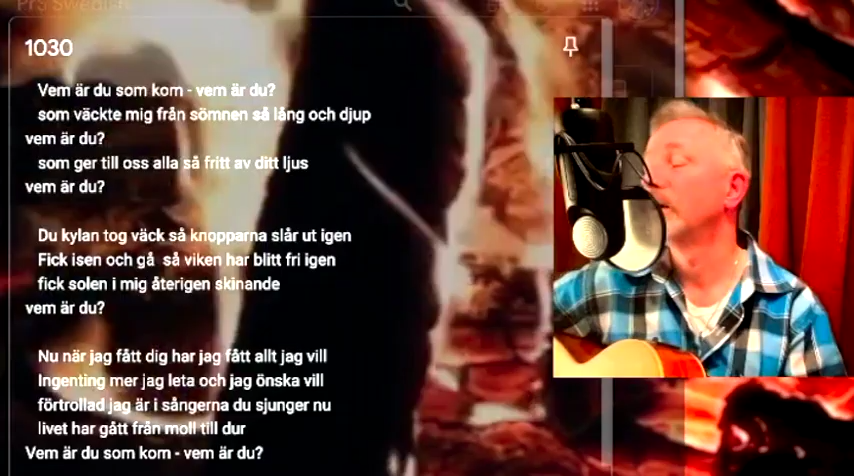 Pr5 Swedish
1030
Vem är du som kom - vem är du?
som väckte mig från sömnen så lång och djup
vem är du?
som ger till oss alla så fritt av ditt ljus
vem är du?
Du kylan tog väck så knopparna slår ut igen
Fick isen och gå så viken har blitt fri igen
fick solen i mig återigen skinande
vem är du?
Nu när jag fått dig har jag fått allt jag vill
Ingenting mer jag leta och jag önska vill
förtrollad jag är i sångerna du sjunger nu
livet har gått från moll till dur
Vem är du som kom - vem är du?